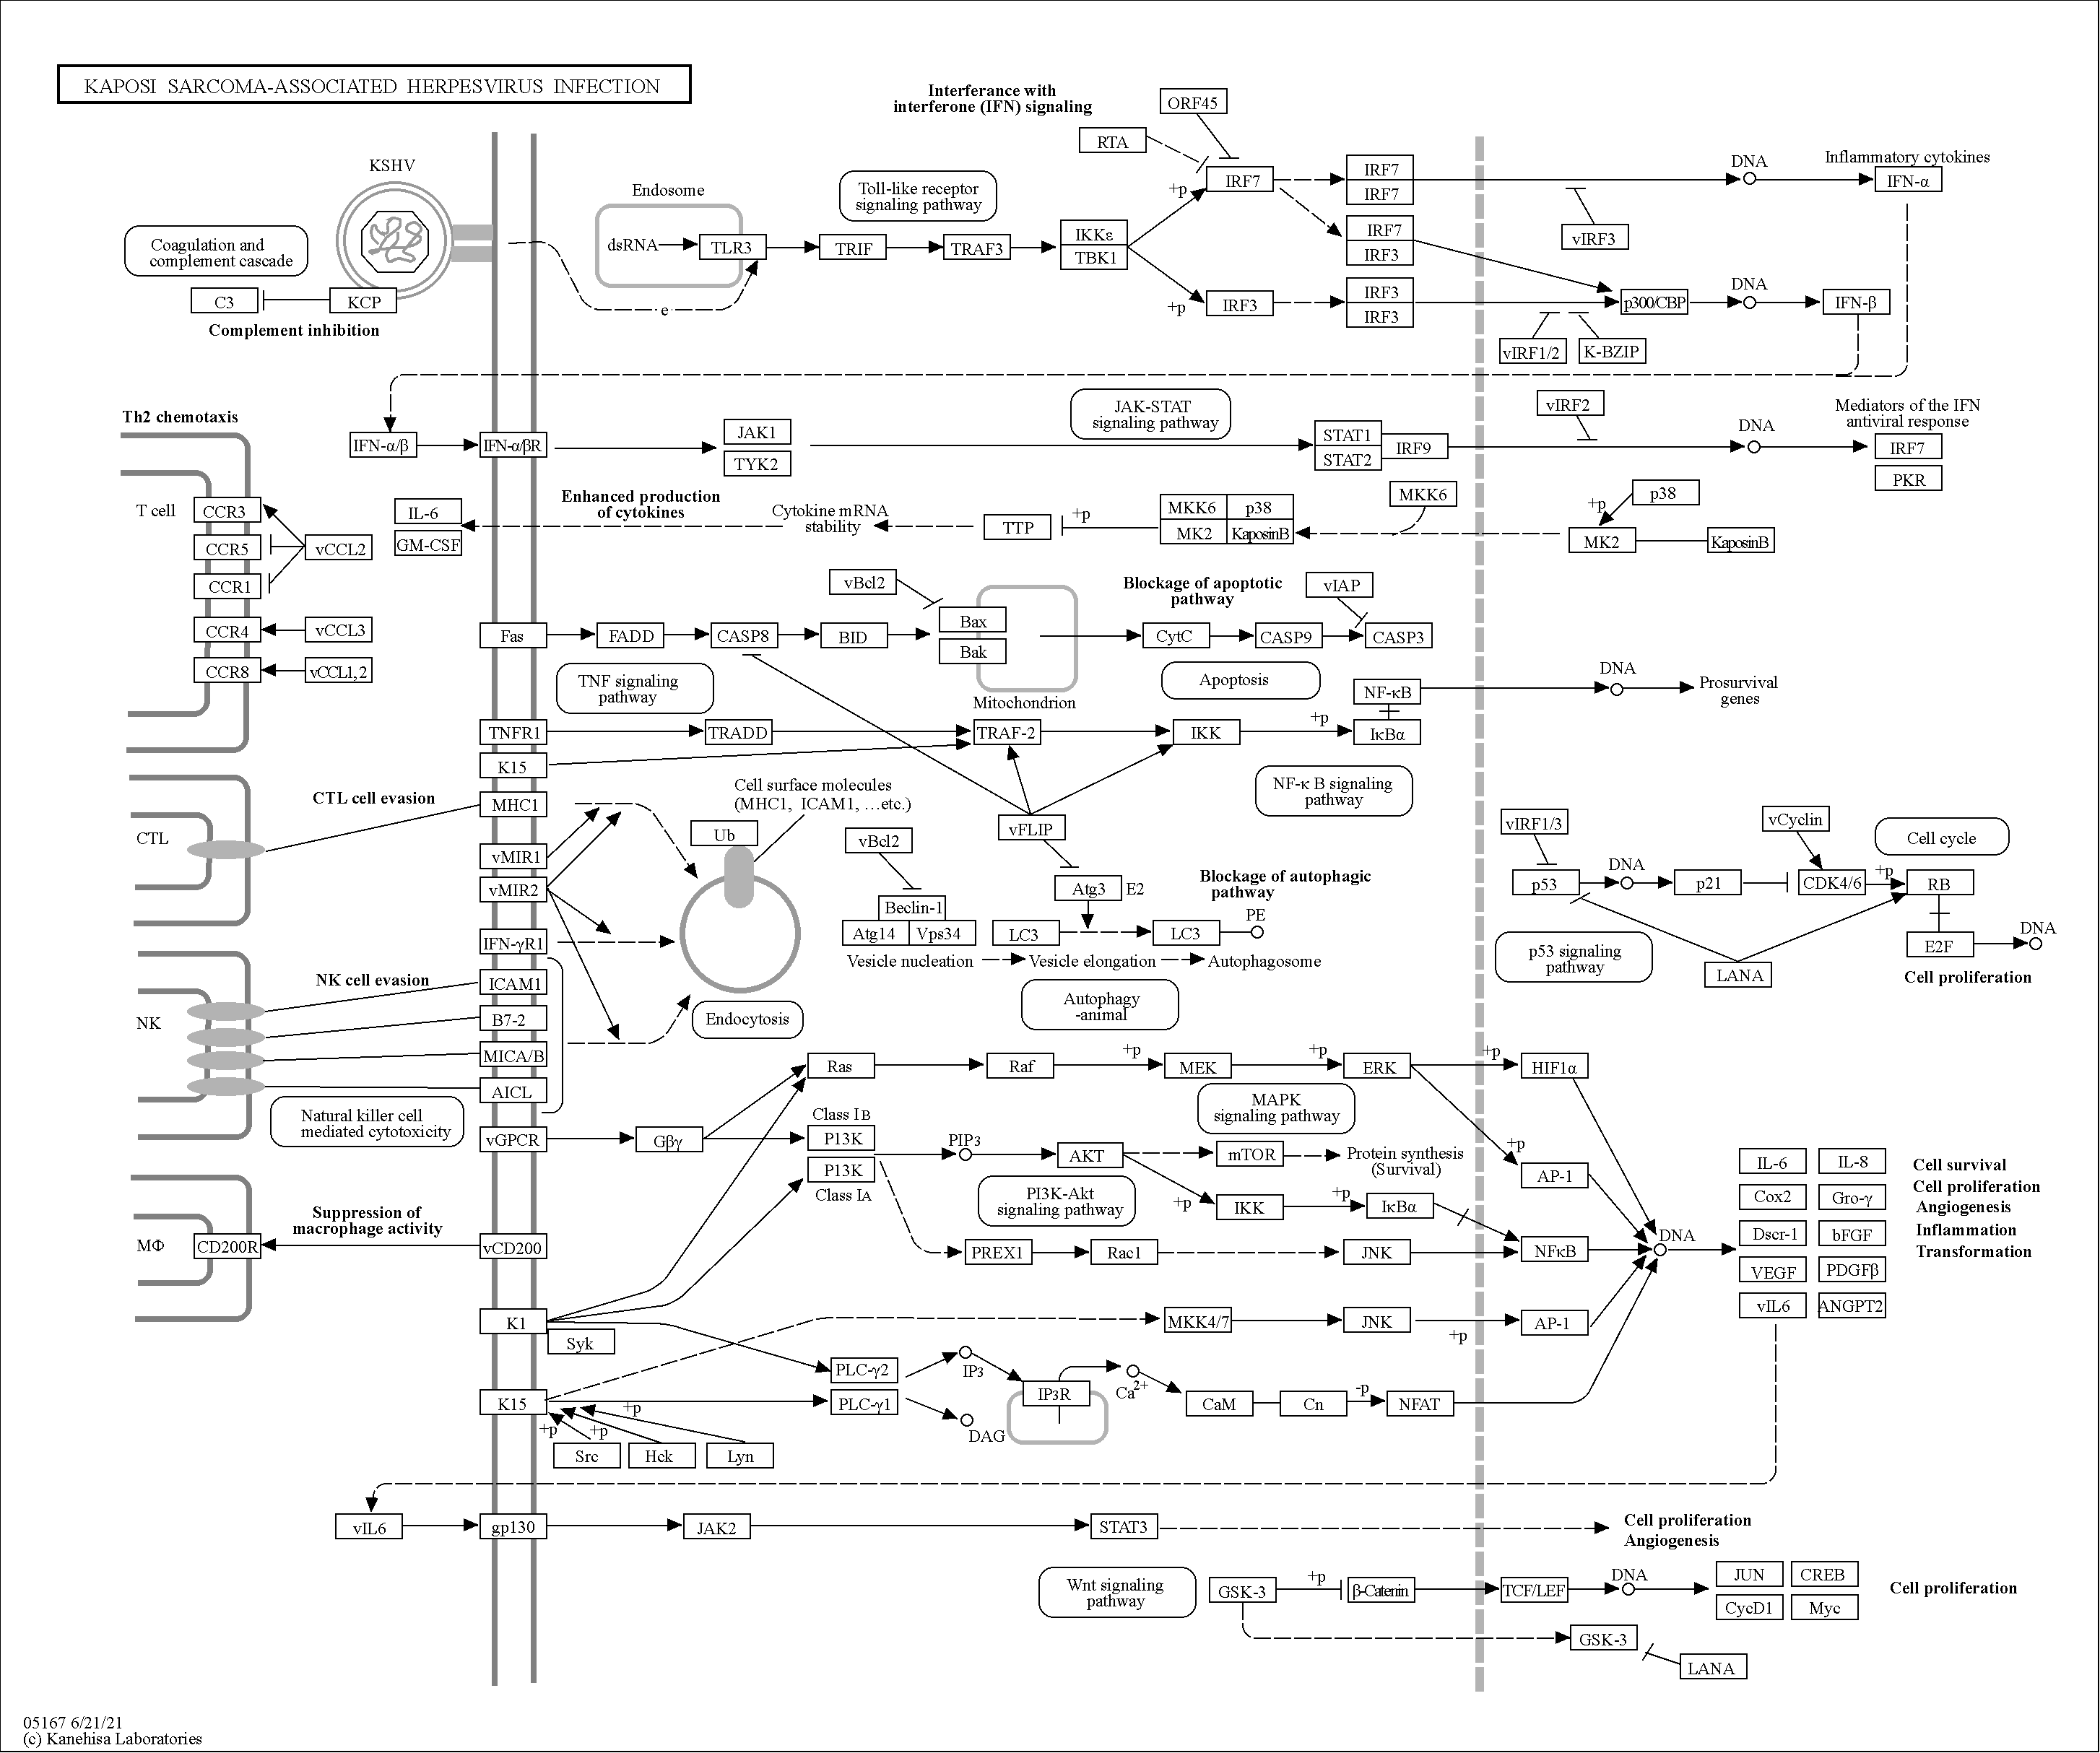 KAPOSI SARCOMA-ASSOCIATED HERPESVIRUS INFECTION
Interferance with
interferone (IFN) signaling
ORF45
RTA
KSHV
Endosome
Toll-like receptor
signaling pathway
dsRNA
TLR3
TRIF
TRAF3
IKKε
TBK1
+p
IRF7
IRF7
IRF7
IRF7
IRF3
+p
IRF3
IRF3
IRF3
DNA
Inflammatory cytokines
IFN-α
vIRF3
p300/CBP
DNA
IFN-β
vIRF1/2
K-BZIP
Coagulation and
complement cascade
C3
KCP
Complement inhibition
e
Th2 chemotaxis
IFN-α/β
IFN-α/βR
JAK1
TYK2
JAK-STAT
signaling pathway
STAT1
STAT2
IRF9
vIRF2
DNA
Mediators of the IFN
antiviral response
IRF7
PKR
T cell
CCR3
CCR5
CCR1
CCR4
CCR8
vCCL2
vCCL3
vCCL1,2
IL-6
GM-CSF
Enhanced production
of cytokines
Cytokine mRNA
stability
TTP
+p
MKK6
p38
MK2
KaposinB
MKK6
p38
+p
MK2
KaposinB
vBcl2
Bax
Bak
Mitochondrion
Blockage of apoptotic
pathway
vIAP
Fas
FADD
CASP8
BID
CytC
CASP9
CASP3
TNF signaling
pathway
Apoptosis
NF-κB
DNA
Prosurvival
genes
TNFR1
TRADD
TRAF-2
IKK
+p
IκBα
K15
NF-κ B signaling
pathway
CTL cell evasion
CTL
MHC1
vMIR1
vMIR2
Cell surface molecules
(MHC1, ICAM1, ...etc.)
Ub
vBcl2
Beclin-1
Atg14
Vps34
vFLIP
Atg3
E2
Blockage of autophagic
pathway
LC3
LC3
PE
Vesicle nucleation
Vesicle elongation
Autophagosome
Autophagy
-animal
vIRF1/3
vCyclin
Cell cycle
p53
DNA
p21
CDK4/6
+p
RB
E2F
DNA
p53 signaling
pathway
LANA
Cell proliferation
IFN-γR1
NK cell evasion
NK
ICAM1
B7-2
MICA/B
AICL
Endocytosis
Natural killer cell
mediated cytotoxicity
Ras
Raf
+p
MEK
+p
ERK
+p
HIF1α
MAPK
signaling pathway
vGPCR
Gβγ
Class IB
P13K
P13K
Class IA
PIP3
AKT
mTOR
Protein synthesis
(Survival)
+p
AP-1
PI3K-Akt
signaling pathway
+p
IKK
+p
IκBα
PREX1
Rac1
JNK
NFκB
DNA
IL-6
IL-8
Cox2
Gro-γ
Dscr-1
bFGF
VEGF
PDGFβ
vIL6
ANGPT2
Cell survival
Cell proliferation
Angiogenesis
Inflammation
Transformation
Suppression of
macrophage activity
MΦ
CD200R
vCD200
K1
Syk
MKK4/7
JNK
+p
AP-1
PLC-γ2
IP3
IP3R
Ca2+
CaM
Cn
-p
NFAT
K15
PLC-γ1
DAG
+p
+p
+p
Src
Hck
Lyn
vIL6
gp130
JAK2
STAT3
Cell proliferation
Angiogenesis
Wnt signaling
pathway
GSK-3
+p
β-Catenin
TCF/LEF
DNA
JUN
CREB
CycD1
Myc
Cell proliferation
GSK-3
LANA
05167 6/21/21
(c) Kanehisa Laboratories